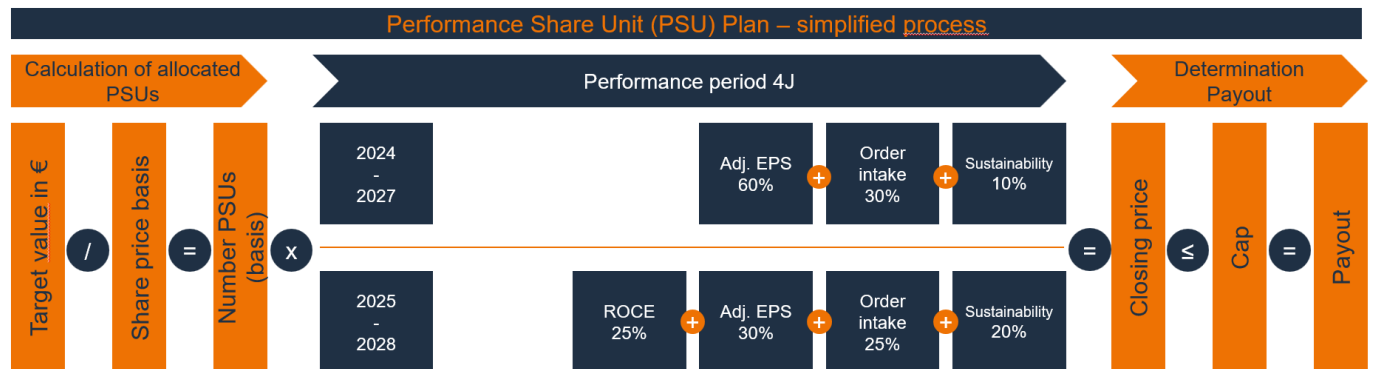 Performance Share Unit (PSU) Plan – simplified process
Calculation of allocated
PSUs
Performance period 4J
Determination
Payout
Target value in €
/
Share price basis
=
Number PSUs
(basis)
x
2024
-
2027
Adj. EPS
60%
+
Order
intake
30%
+
Sustainability
10%
2025
-
2028
ROCE
25%
+
Adj. EPS
30%
+
Order
intake
25%
+
Sustainability
20%
=
Closing price
≤
Cap
=
Payout